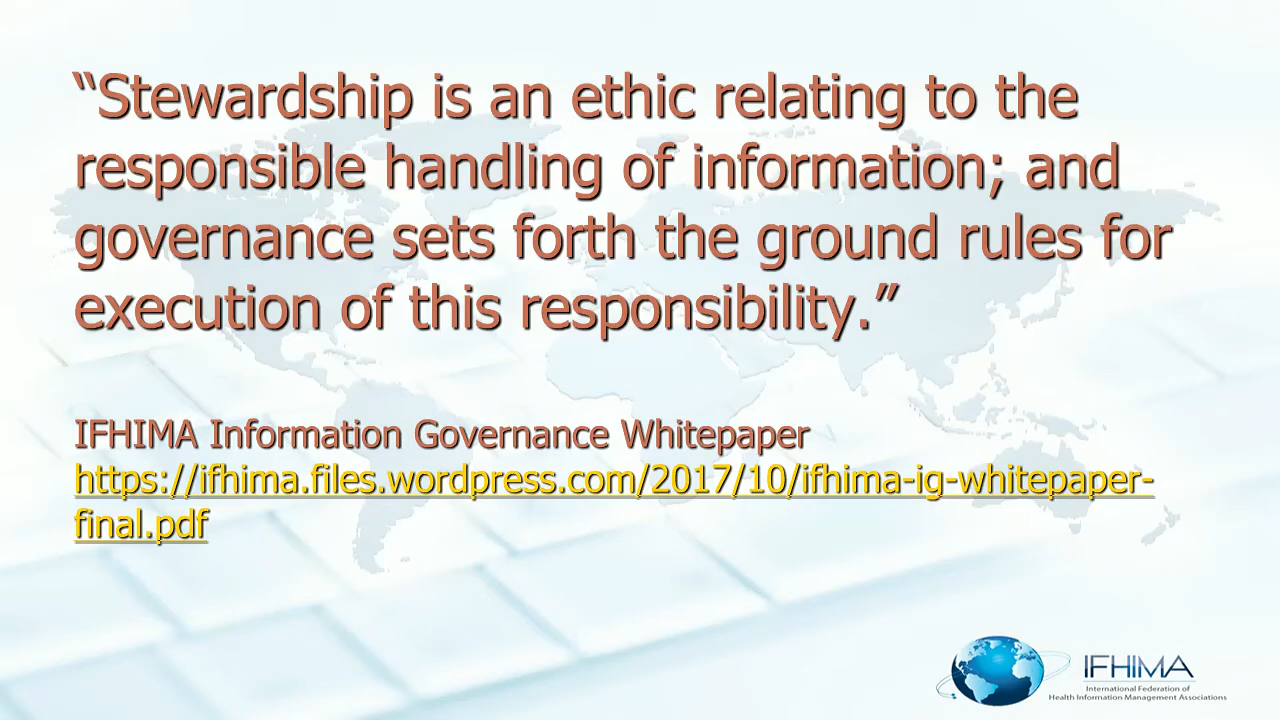 “Stewardship is an ethic relating to the
responsible handling of information; and
governance sets forth the ground rules for
execution of this responsibility.”
IFHIMA Information Governance Whitepaper
https://ifhima.files.wordpress.com/2017/10/ifhima-ig-whitepaper-
final.pdf
IFHIMA
International Federation of
Health Information Management Associations